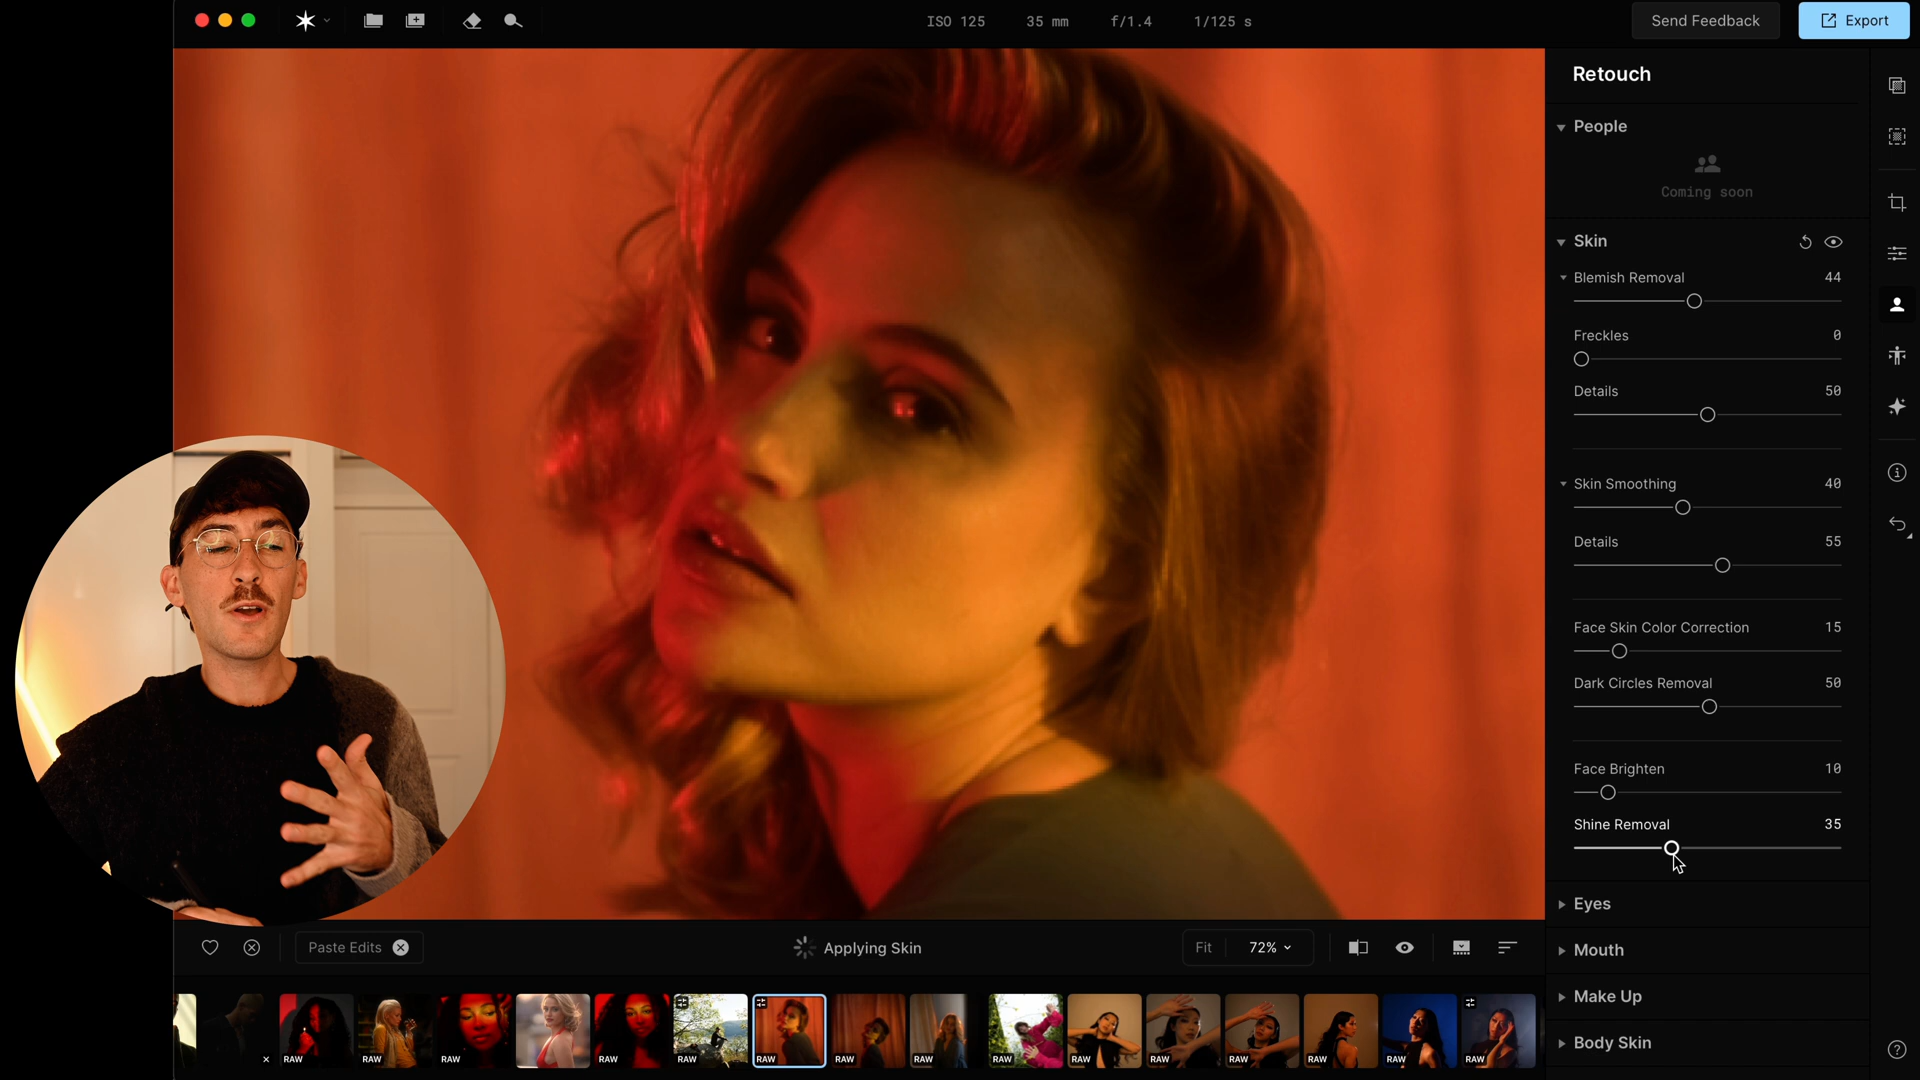 ISO 125 35 mm f/1.4 1/125 s
Send Feedback
Export
Retouch
People
Coming soon
Skin
Blemish Removal 44
Freckles 0
Details 50
Skin Smoothing 40
Details 55
Face Skin Color Correction 15
Dark Circles Removal 50
Face Brighten 10
Shine Removal 35
Eyes
Mouth
Make Up
Body Skin
Paste Edits
Applying Skin
Fit 72%
RAW RAW RAW RAW RAW RAW RAW RAW RAW RAW RAW RAW RAW RAW